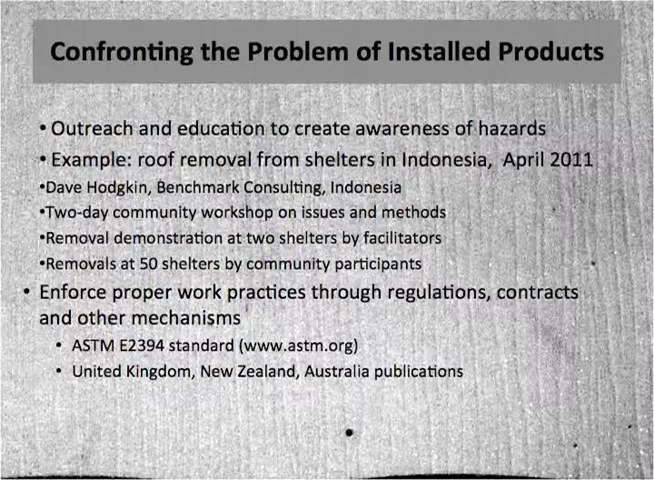 Confronting the Problem of Installed Products
• Outreach and education to create awareness of hazards
• Example: roof removal from shelters in Indonesia, April 2011
•Dave Hodgkin, Benchmark Consulting, Indonesia
•Two-day community workshop on issues and methods
•Removal demonstration at two shelters by facilitators
•Removals at 50 shelters by community participants
• Enforce proper work practices through regulations, contracts
and other mechanisms
• ASTM E2394 standard (www.astm.org)
• United Kingdom, New Zealand, Australia publications